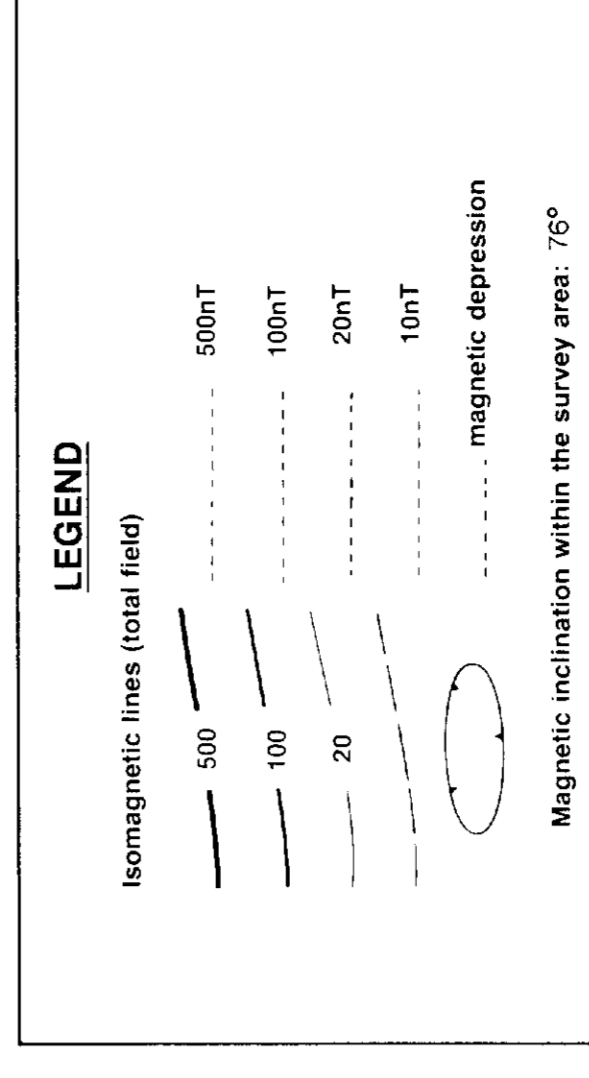 LEGEND
Isomagnetic lines (total field)
500 500nT
100 100nT
20 20nT
10nT
magnetic depression
Magnetic inclination within the survey area: 76°